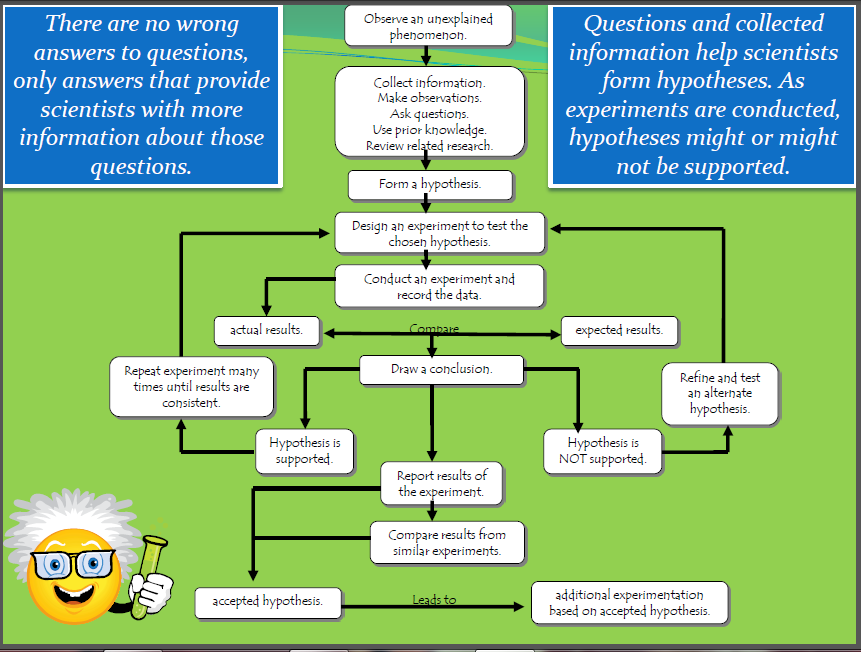 There are no wrong
answers to questions,
only answers that provide
scientists with more
information about those
questions.
Questions and collected
information help scientists
form hypotheses. As
experiments are conducted,
hypotheses might or might
not be supported.
Observe an unexplained
phenomenon.
Collect information.
Make observations.
Ask questions.
Use prior knowledge.
Review related research.
Form a hypothesis.
Design an experiment to test the
chosen hypothesis.
Conduct an experiment and
record the data.
actual results.
Compare
expected results.
Draw a conclusion.
Repeat experiment many
times until results are
consistent.
Refine and test
an alternate
hypothesis.
Hypothesis is
supported.
Hypothesis is
NOT supported.
Report results of
the experiment.
Compare results from
similar experiments.
accepted hypothesis.
Leads to
additional experimentation
based on accepted hypothesis.